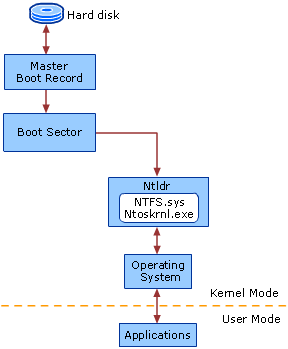 Hard disk
Master
Boot Record
Boot Sector
Ntldr
NTFS.sys
Ntoskrnl.exe
Operating
System
Kernel Mode
User Mode
Applications